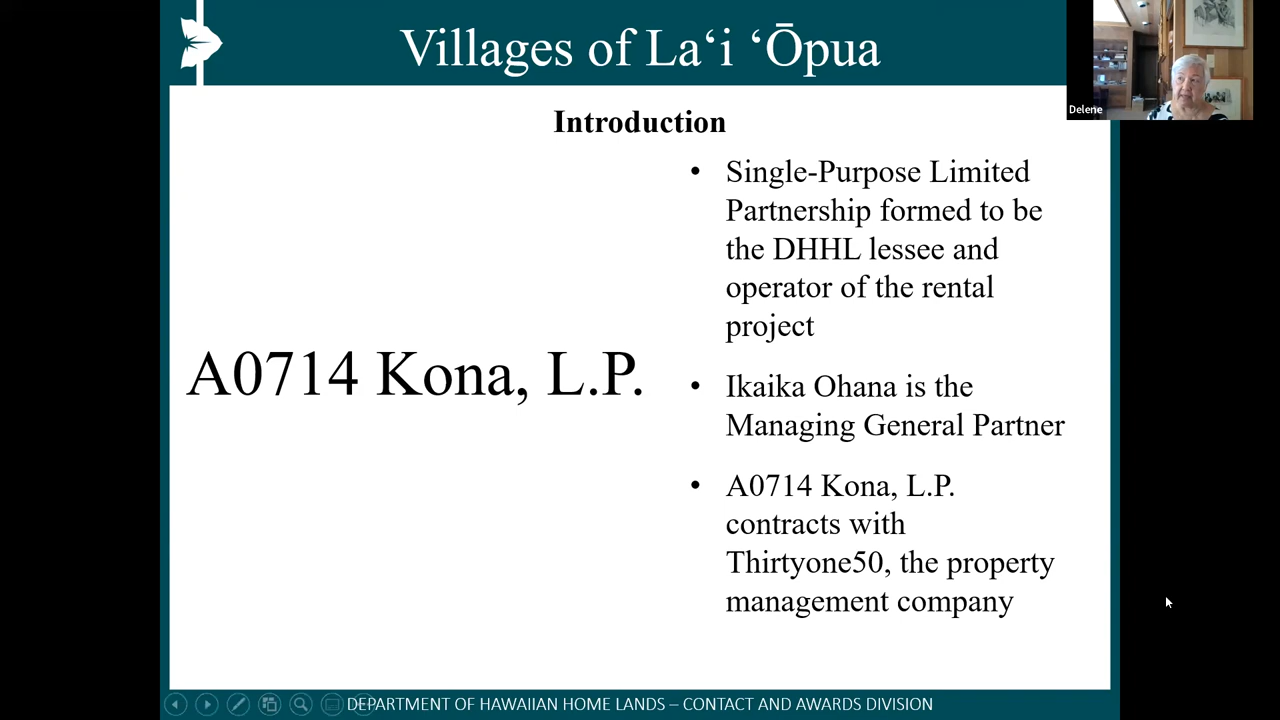 Villages of Laʻi ʻŌpua
Delene
Introduction
A0714 Kona, L.P.
• Single-Purpose Limited
Partnership formed to be
the DHHL lessee and
operator of the rental
project
• Ikaika Ohana is the
Managing General Partner
• A0714 Kona, L.P.
contracts with
Thirtyone50, the property
management company
DEPARTMENT OF HAWAIIAN HOME LANDS – CONTACT AND AWARDS DIVISION